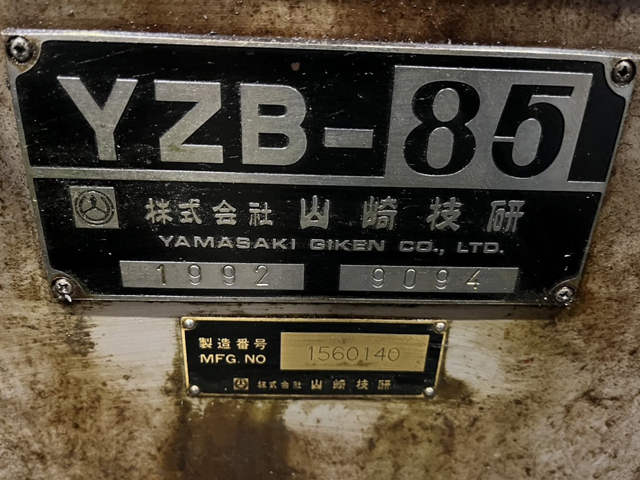 YZB-85
株式会社 山崎技研
YAMASAKI GIKEN CO., LTD.
1992 9094
製造番号
MFG. NO 1560140
株式会社 山崎技研